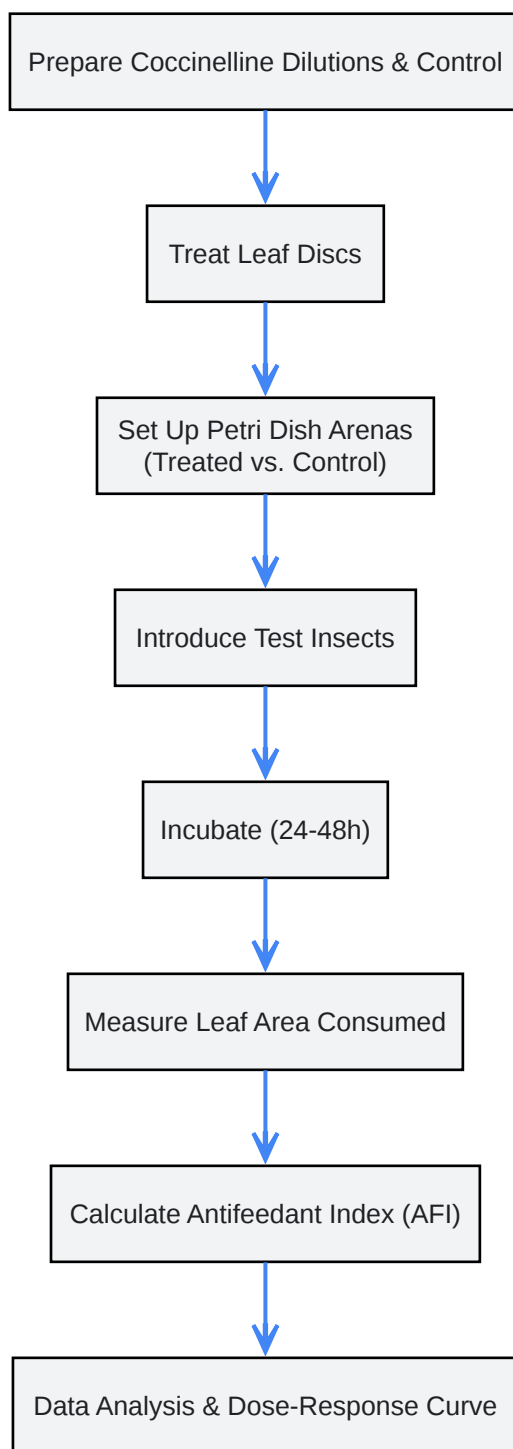 Prepare Coccinelline Dilutions & Control
Treat Leaf Discs
Set Up Petri Dish Arenas
(Treated vs. Control)
Introduce Test Insects
Incubate (24-48h)
Measure Leaf Area Consumed
Calculate Antifeedant Index (AFI)
Data Analysis & Dose-Response Curve